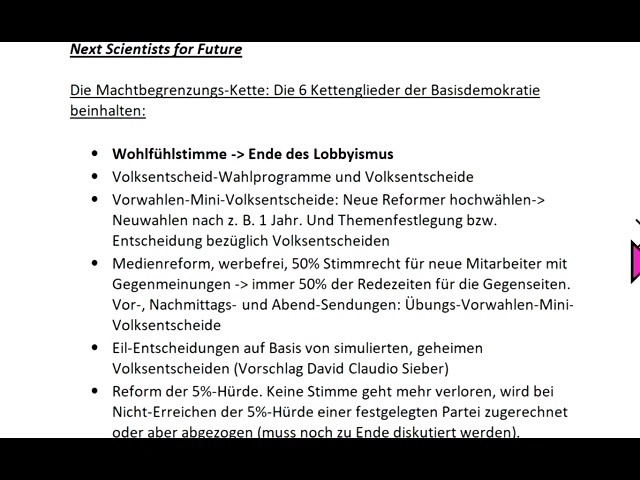 Next Scientists for Future
Die Machtbegrenzungs-Kette: Die 6 Kettenglieder der Basisdemokratie
beinhalten:
• Wohlfühlstimme -> Ende des Lobbyismus
• Volksentscheid-Wahlprogramme und Volksentscheide
• Vorwahlen-Mini-Volksentscheide: Neue Reformer hochwählen->
Neuwahlen nach z. B. 1 Jahr. Und Themenfestlegung bzw.
Entscheidung bezüglich Volksentscheiden
• Medienreform, werbefrei, 50% Stimmrecht für neue Mitarbeiter mit
Gegenmeinungen -> immer 50% der Redezeiten für die Gegenseiten.
Vor-, Nachmittags- und Abend-Sendungen: Übungs-Vorwahlen-Mini-
Volksentscheide
• Eil-Entscheidungen auf Basis von simulierten, geheimen
Volksentscheiden (Vorschlag David Claudio Sieber)
• Reform der 5%-Hürde. Keine Stimme geht mehr verloren, wird bei
Nicht-Erreichen der 5%-Hürde einer festgelegten Partei zugerechnet
oder aber abgezogen (muss noch zu Ende diskutiert werden).